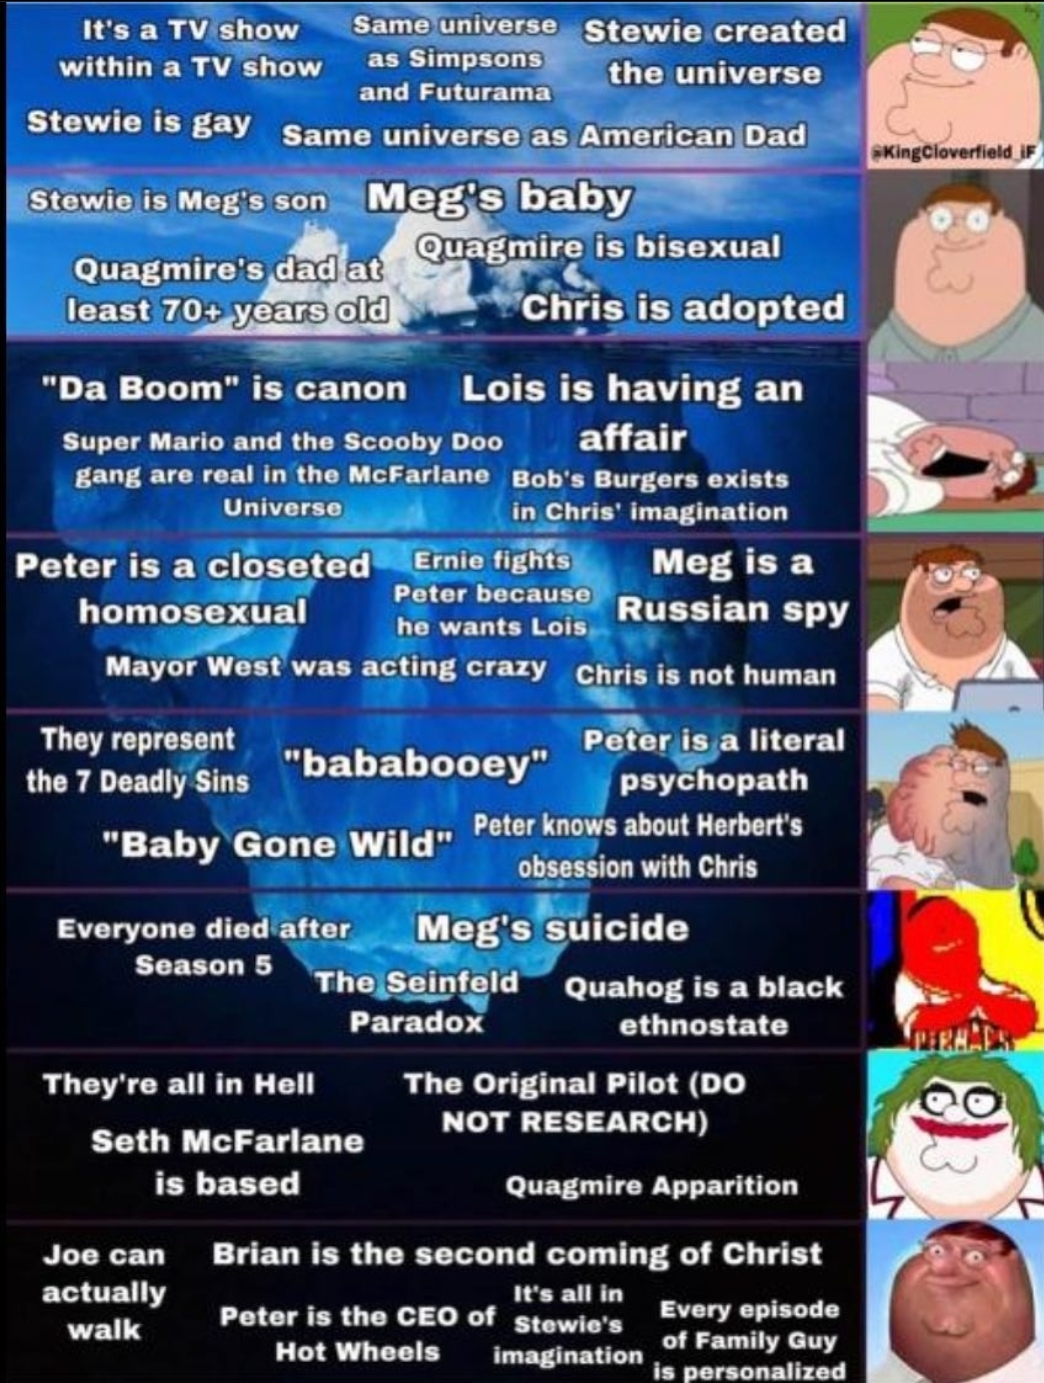 It's a TV show
within a TV show
Same universe
as Simpsons
and Futurama
Stewie created
the universe
Stewie is gay
Same universe as American Dad
@KingCloverfield_iF
Stewie is Meg's son
Meg's baby
Quagmire is bisexual
Quagmire's dad at
least 70+ years old
Chris is adopted
"Da Boom" is canon
Lois is having an
affair
Super Mario and the Scooby Doo
gang are real in the McFarlane
Universe
Bob's Burgers exists
in Chris' imagination
Peter is a closeted
homosexual
Ernie fights
Peter because
he wants Lois
Meg is a
Russian spy
Mayor West was acting crazy
Chris is not human
They represent
the 7 Deadly Sins
"bababooey"
Peter is a literal
psychopath
"Baby Gone Wild"
Peter knows about Herbert's
obsession with Chris
Everyone died after
Season 5
Meg's suicide
The Seinfeld
Paradox
Quahog is a black
ethnostate
They're all in Hell
The Original Pilot (DO
NOT RESEARCH)
Seth McFarlane
is based
Quagmire Apparition
Joe can
actually
walk
Brian is the second coming of Christ
Peter is the CEO of
Hot Wheels
It's all in
Stewie's
imagination
Every episode
of Family Guy
is personalized